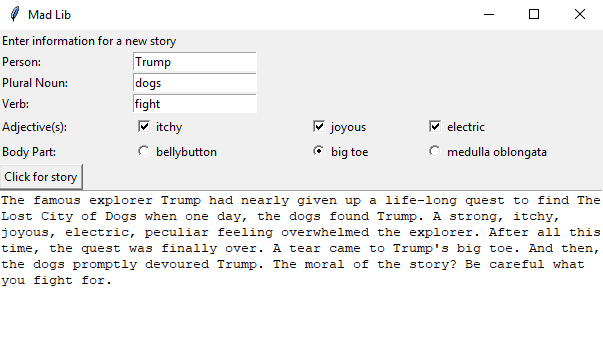 Mad Lib
Enter information for a new story
Person: Trump
Plural Noun: dogs
Verb: fight
Adjective(s): itchy joyous electric
Body Part: bellybutton big toe medulla oblongata
Click for story
The famous explorer Trump had nearly given up a life-long quest to find The
Lost City of Dogs when one day, the dogs found Trump. A strong, itchy,
joyous, electric, peculiar feeling overwhelmed the explorer. After all this
time, the quest was finally over. A tear came to Trump's big toe. And then,
the dogs promptly devoured Trump. The moral of the story? Be careful what
you fight for.